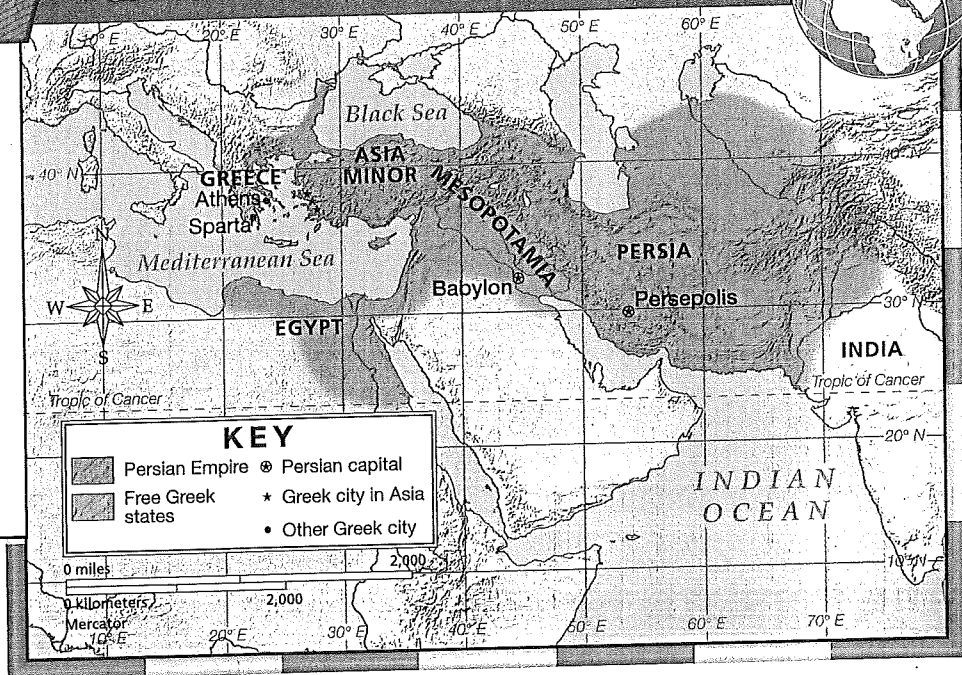 10° E
20° E
30° E
40° E
50° E
60° E
Black Sea
40° N
40° N
ASIA
MINOR
GREECE
Athens
Sparta
MESOPOTAMIA
Mediterranean Sea
PERSIA
Babylon
Persepolis
N
W
E
S
30° N
EGYPT
INDIA
Tropic of Cancer
Tropic of Cancer
KEY
Persian Empire
Persian capital
Free Greek
states
Greek city in Asia
Other Greek city
20° N
INDIAN
OCEAN
0 miles
2,000
0 kilometers
2,000
Mercator
10° N
10° E
20° E
30° E
40° E
50° E
60° E
70° E